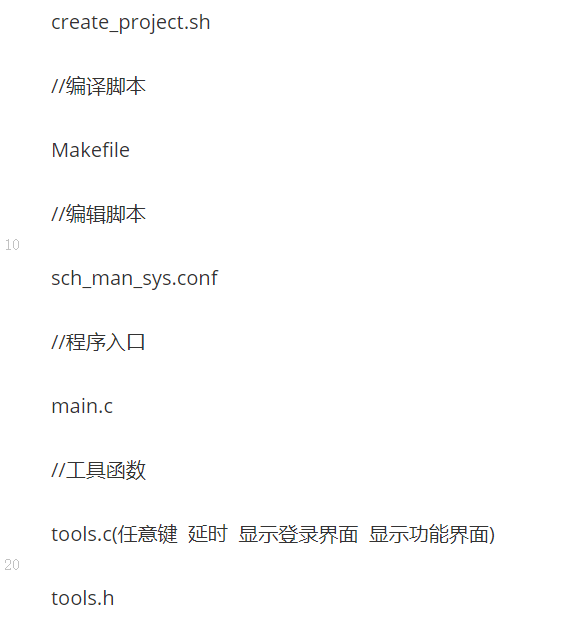 create_project.sh
//编译脚本
Makefile
//编辑脚本
10
sch_man_sys.conf
//程序入口
main.c
//工具函数
tools.c(任意键 延时 显示登录界面 显示功能界面)
20
tools.h